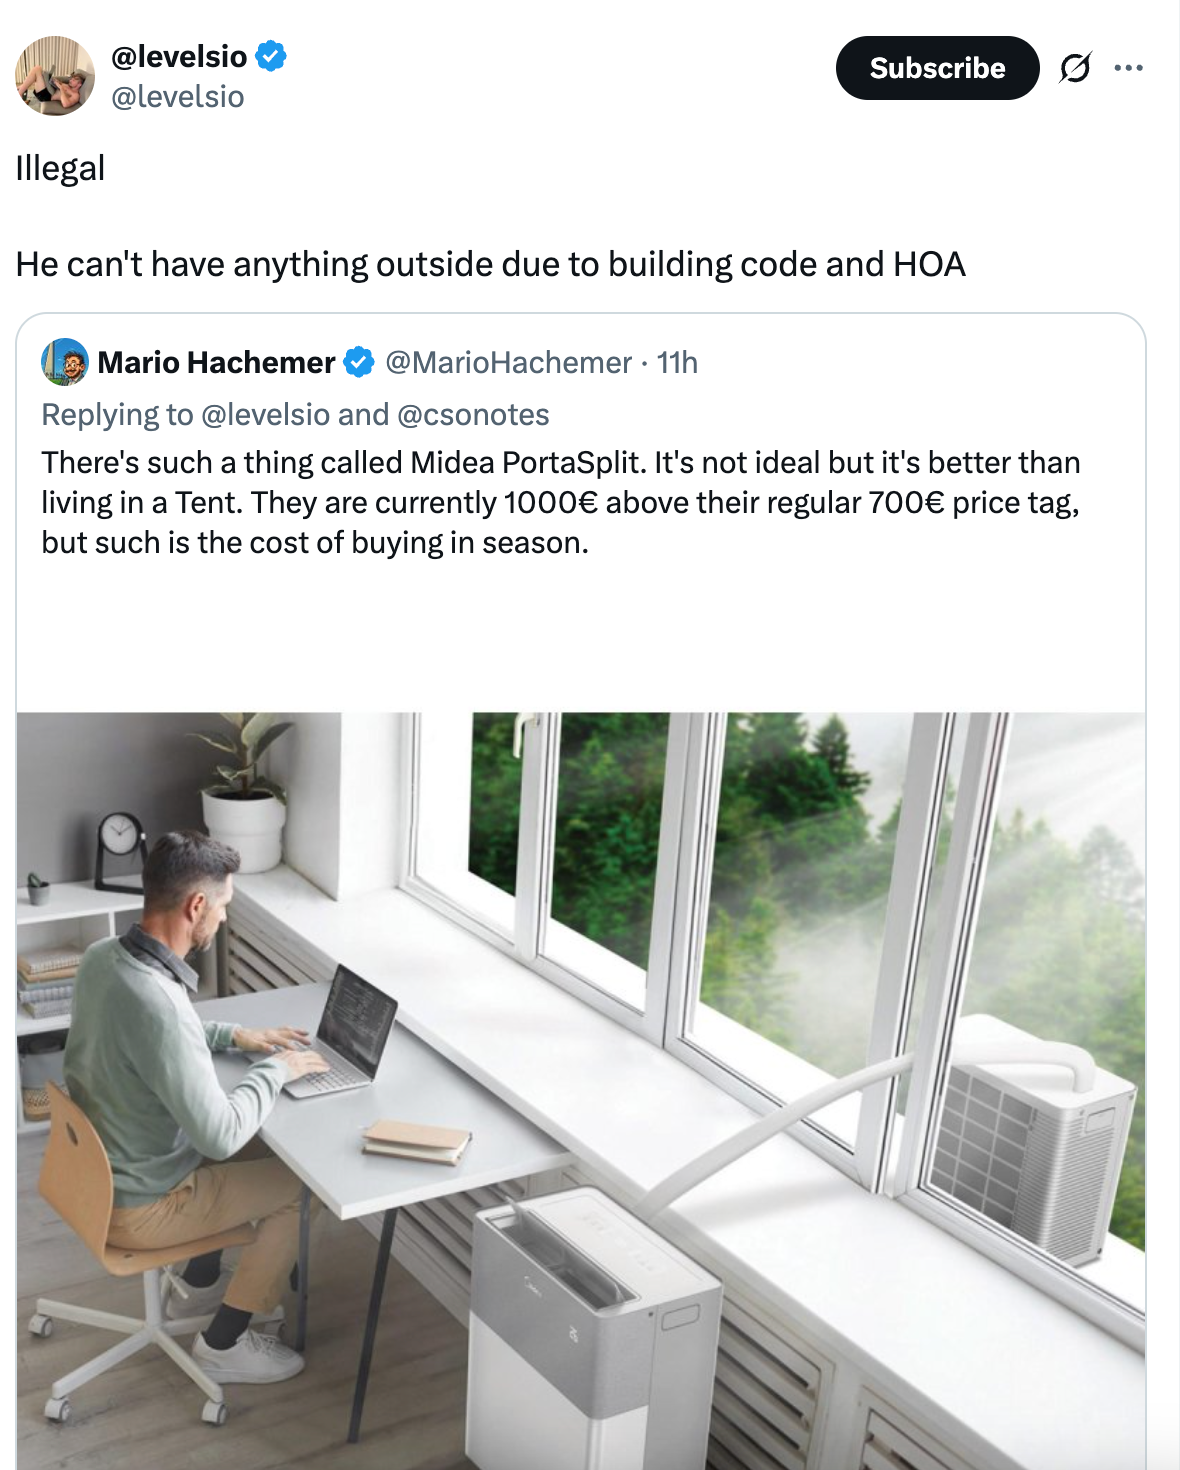 @levelsio
@levelsio
Subscribe
Illegal
He can't have anything outside due to building code and HOA
Mario Hachemer @MarioHachemer · 11h
Replying to @levelsio and @csonotes
There's such a thing called Midea PortaSplit. It's not ideal but it's better than
living in a Tent. They are currently 1000€ above their regular 700€ price tag,
but such is the cost of buying in season.